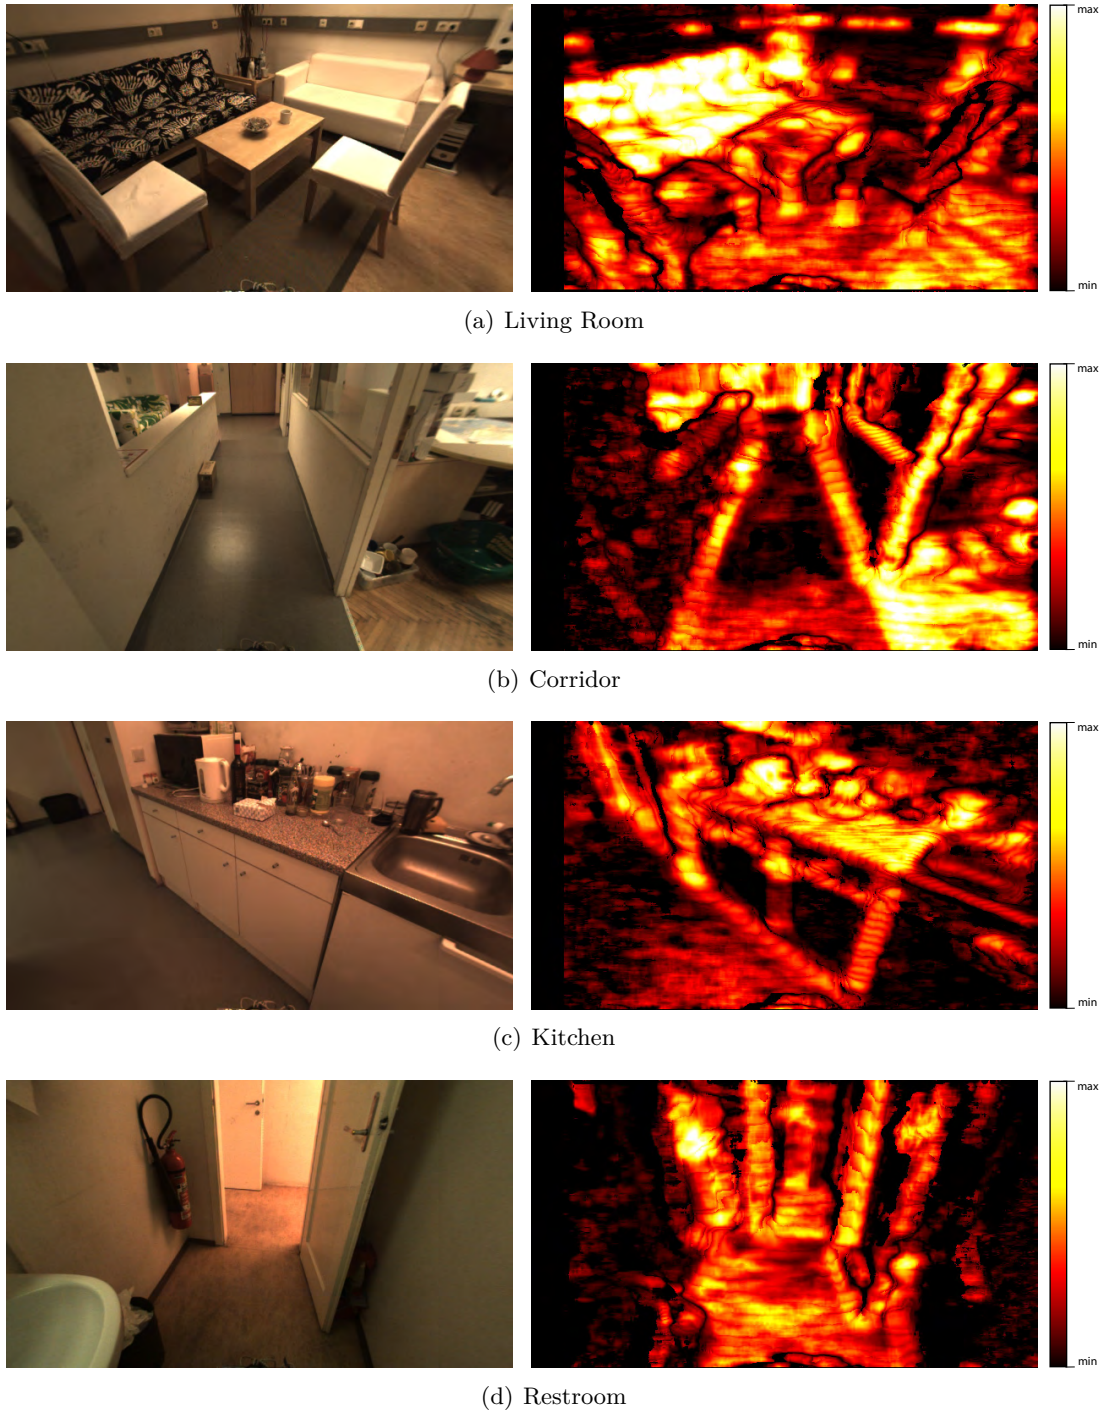 max
min
(a) Living Room
max
min
(b) Corridor
max
min
(c) Kitchen
max
min
(d) Restroom